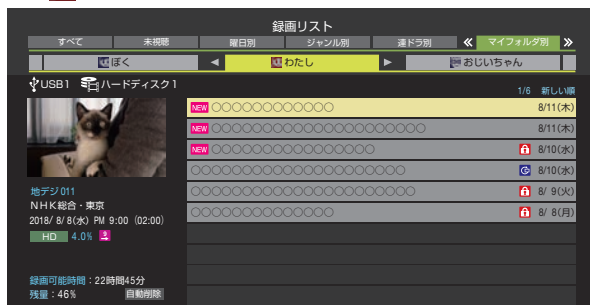 録画リスト
すべて 未視聴 曜日別 ジャンル別 連ドラ別 マイフォルダ別
ぼく ◀ わたし ▶ おじいちゃん
USB1 ハードディスク1
1/6 新しい順
NEW ○○○○○○○○○○○○ 8/11(木)
NEW ○○○○○○○○○○○○○○○○○○○○○ 8/11(木)
NEW ○○○○○○○○○○○○○○○○ 8/10(水)
○○○○○○○○○○○○○○○○○○○○○ 8/10(水)
○○○○○○○○○○○○○○○○○○○○○○ 8/ 9(火)
○○○○○○○○○○○○○○ 8/ 8(月)
地デジ 011
NHK総合・東京
2018/ 8/ 8(水) PM 9:00 (02:00)
HD 4.0%
録画可能時間：22時間45分
残量：46% 自動削除